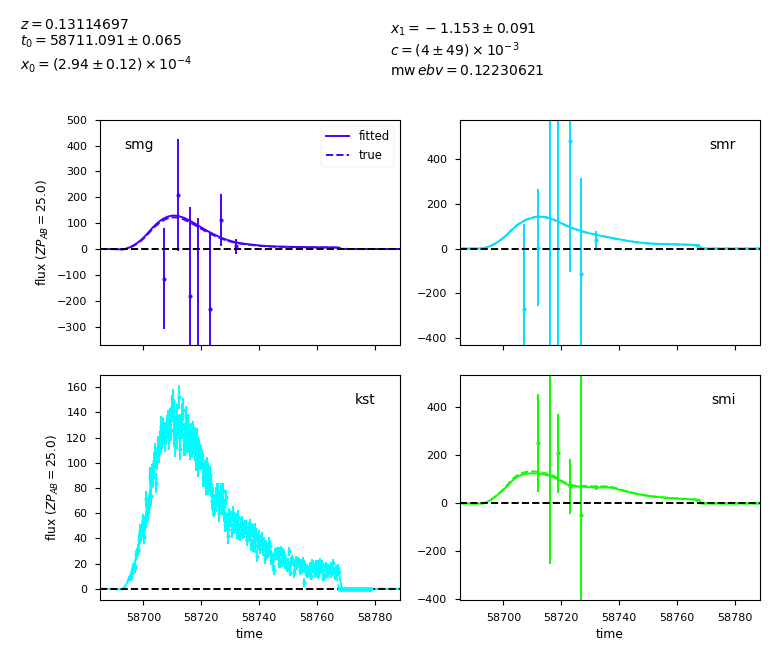 z = 0.13114697
t₀ = 58711.091 ± 0.065
x₀ = (2.94 ± 0.12) × 10⁻⁴
x₁ = −1.153 ± 0.091
c = (4 ± 49) × 10⁻³
mw ebv = 0.12230621
smg
fitted
true
500
400
300
200
100
0
−100
−200
−300
flux (ZP_AB = 25.0)
smr
400
200
0
−200
−400
kst
160
140
120
100
80
60
40
20
0
flux (ZP_AB = 25.0)
58700 58720 58740 58760 58780
time
smi
400
200
0
−200
−400
58700 58720 58740 58760 58780
time